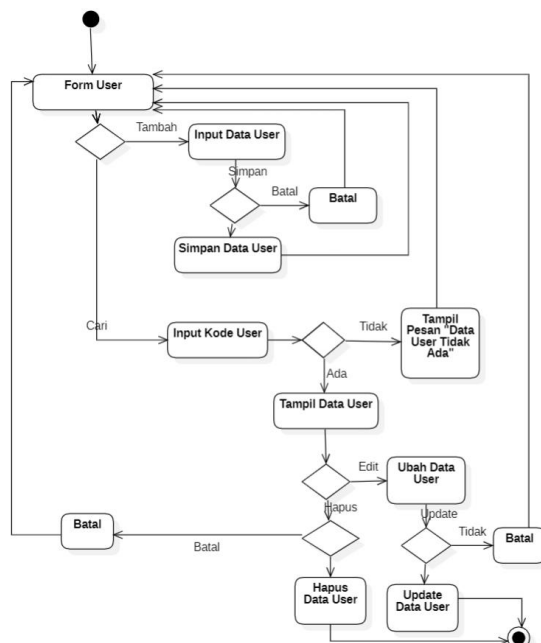 Form User
Tambah
Input Data User
Simpan
Batal
Batal
Simpan Data User
Cari
Input Kode User
Tidak
Tampil
Pesan "Data
User Tidak
Ada"
Ada
Tampil Data User
Edit
Ubah Data
User
Hapus
Update
Tidak
Batal
Batal
Batal
Hapus
Data User
Update
Data User